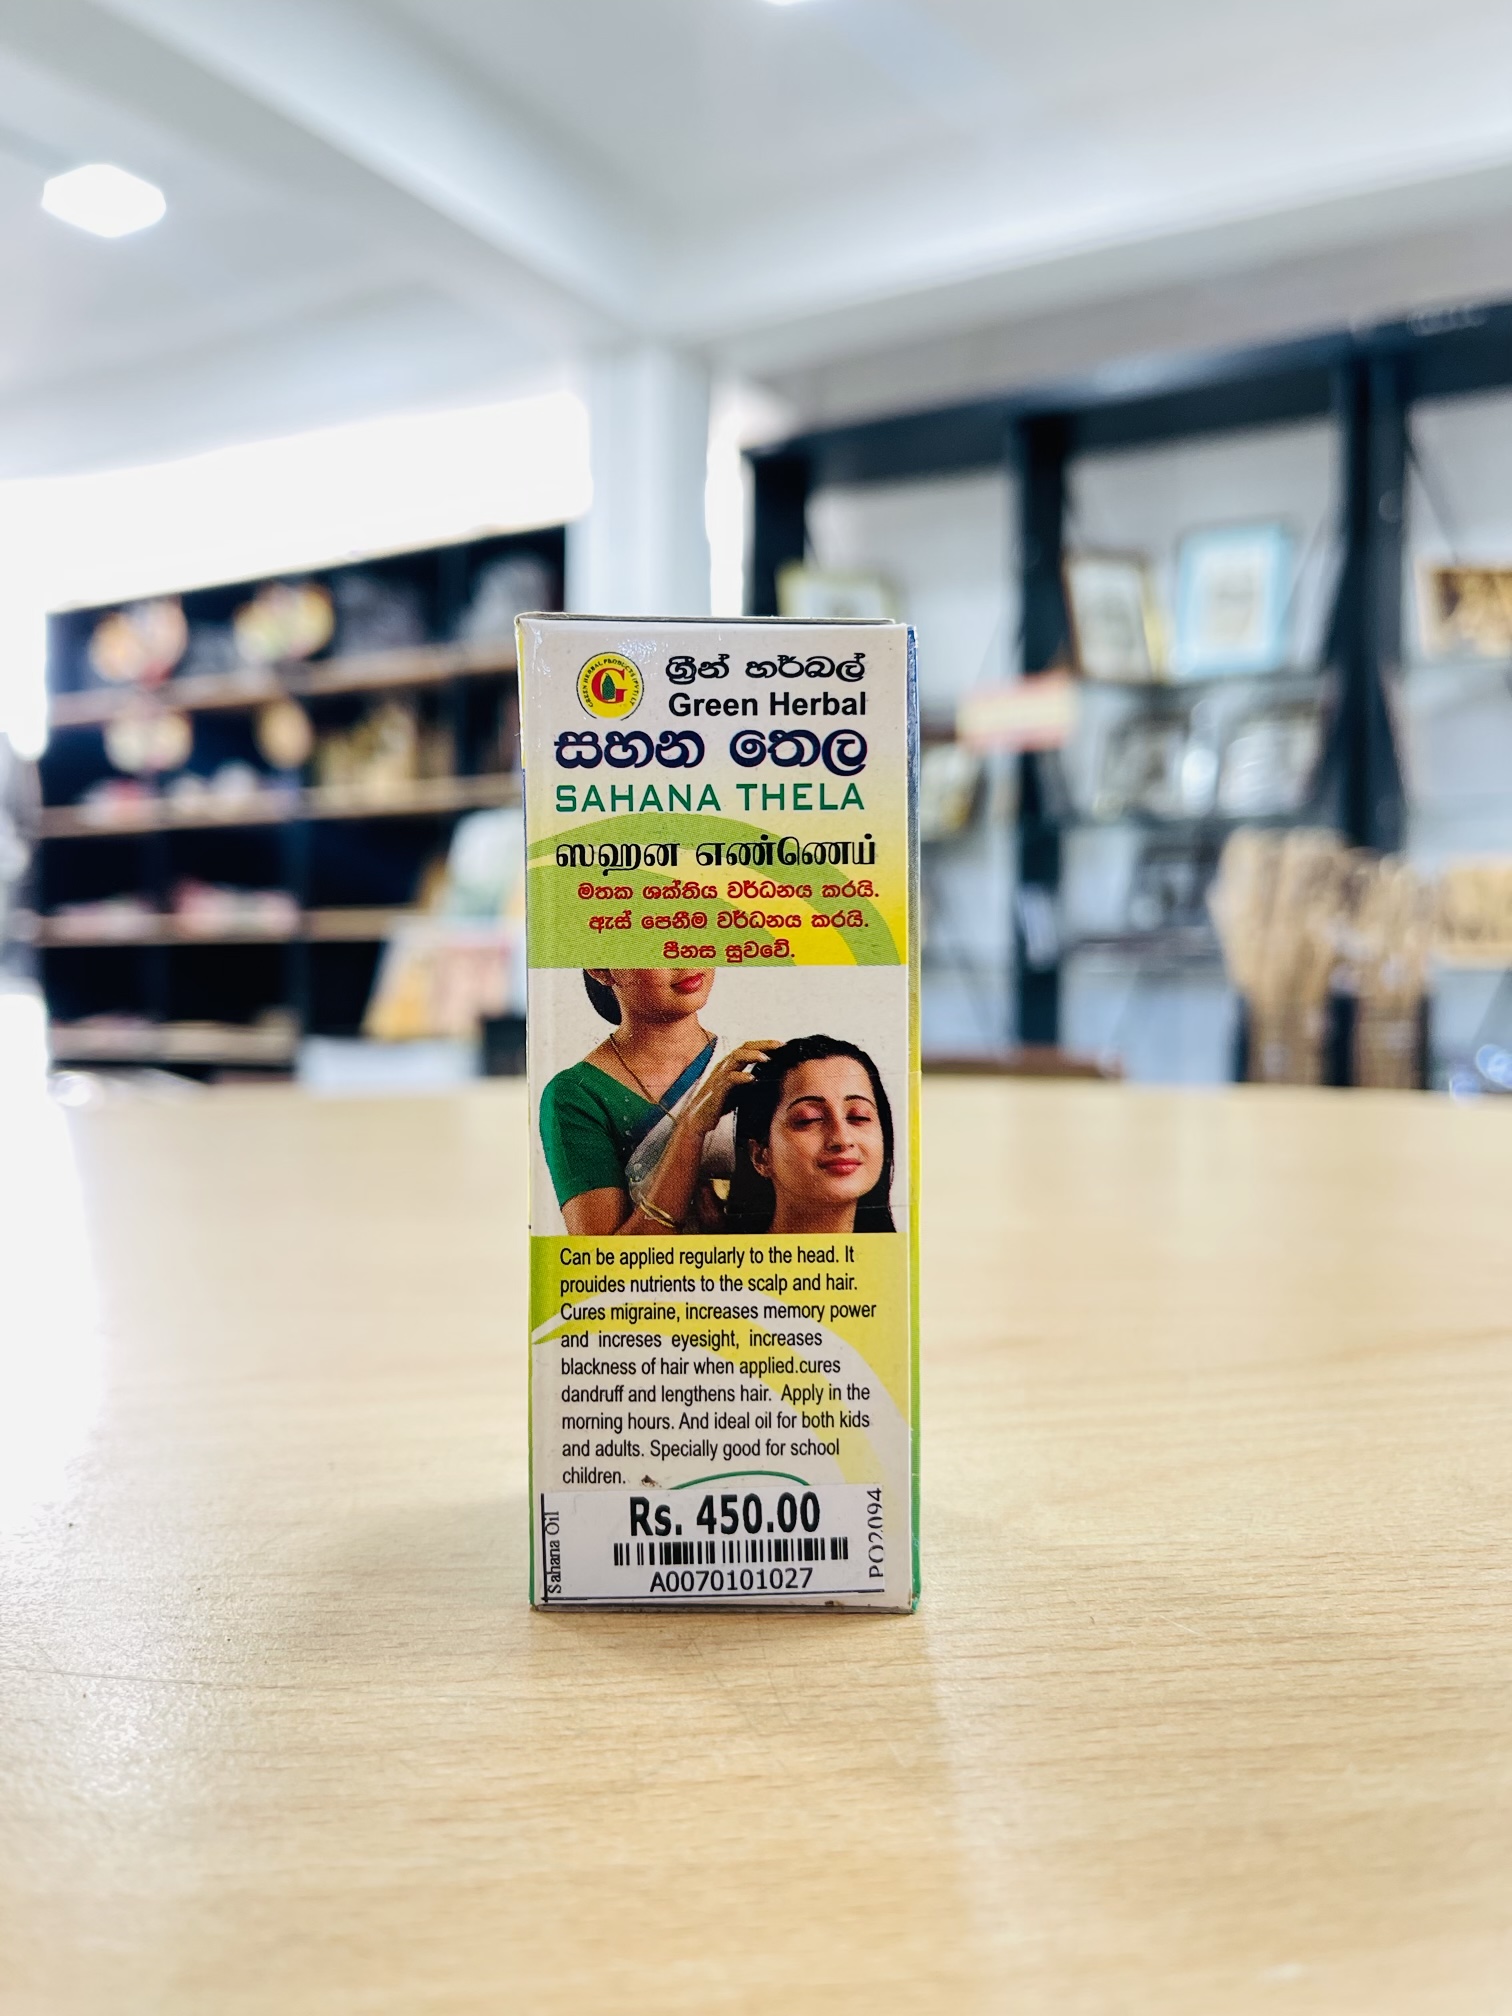 ග්‍රීන් හර්බල්
Green Herbal
සහන තෙල
SAHANA THELA
ஸஹன எண்ணெய்
මතක ශක්තිය වර්ධනය කරයි.
ඇස් පෙනීම වර්ධනය කරයි.
පීනස සුවවේ.
Can be applied regularly to the head. It
prouides nutrients to the scalp and hair.
Cures migraine, increases memory power
and increses eyesight, increases
blackness of hair when applied.cures
dandruff and lengthens hair. Apply in the
morning hours. And ideal oil for both kids
and adults. Specially good for school
children.
Sahana Oil
Rs. 450.00
A0070101027
PO2094